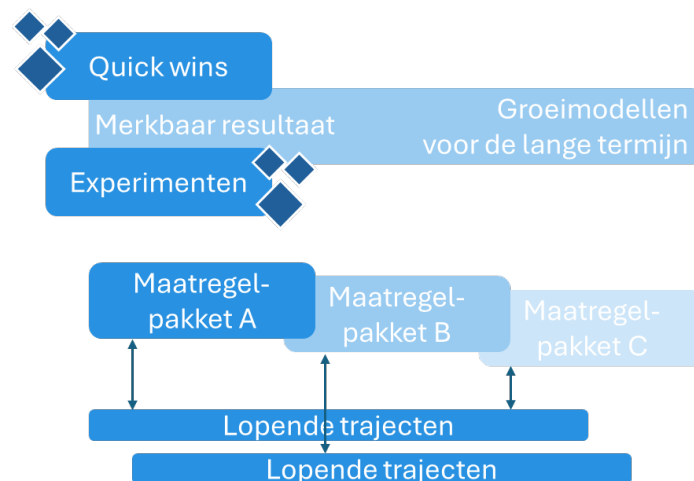 Quick wins
Merkbaar resultaat
Groeimodellen
voor de lange termijn
Experimenten
Maatregel-
pakket A
Maatregel-
pakket B
Maatregel-
pakket C
Lopende trajecten
Lopende trajecten